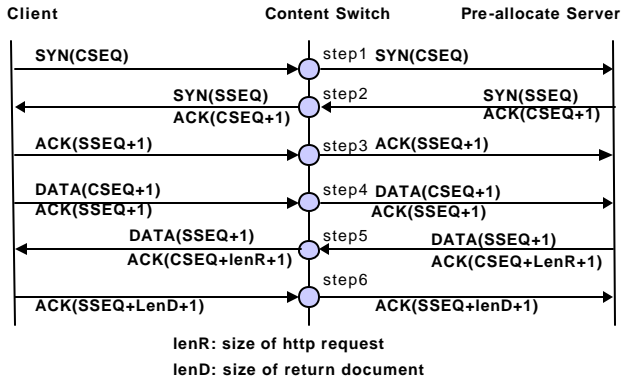 Client Content Switch Pre-allocate Server
SYN(CSEQ) step1 SYN(CSEQ)
SYN(SSEQ) step2 SYN(SSEQ)
ACK(CSEQ+1) ACK(CSEQ+1)
ACK(SSEQ+1) step3 ACK(SSEQ+1)
DATA(CSEQ+1) step4 DATA(CSEQ+1)
ACK(SSEQ+1) ACK(SSEQ+1)
DATA(SSEQ+1) step5 DATA(SSEQ+1)
ACK(CSEQ+lenR+1) ACK(CSEQ+LenR+1)
step6
ACK(SSEQ+LenD+1) ACK(SSEQ+lenD+1)
lenR: size of http request
lenD: size of return document